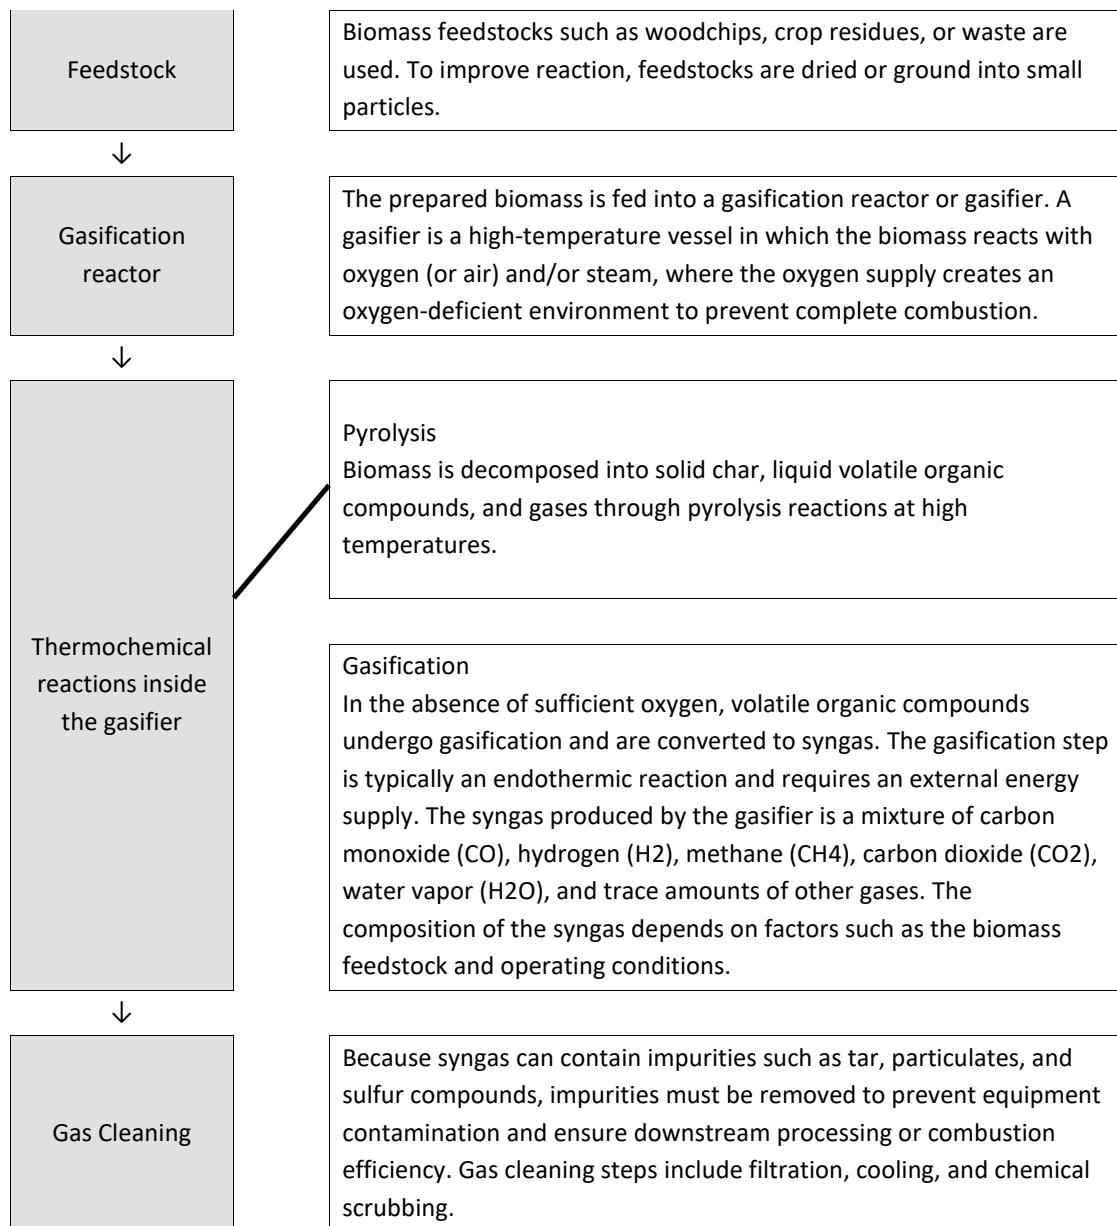 Feedstock
Biomass feedstocks such as woodchips, crop residues, or waste are
used. To improve reaction, feedstocks are dried or ground into small
particles.
↓
Gasification
reactor
The prepared biomass is fed into a gasification reactor or gasifier. A
gasifier is a high-temperature vessel in which the biomass reacts with
oxygen (or air) and/or steam, where the oxygen supply creates an
oxygen-deficient environment to prevent complete combustion.
↓
Thermochemical
reactions inside
the gasifier
Pyrolysis
Biomass is decomposed into solid char, liquid volatile organic
compounds, and gases through pyrolysis reactions at high
temperatures.
Gasification
In the absence of sufficient oxygen, volatile organic compounds
undergo gasification and are converted to syngas. The gasification step
is typically an endothermic reaction and requires an external energy
supply. The syngas produced by the gasifier is a mixture of carbon
monoxide (CO), hydrogen (H2), methane (CH4), carbon dioxide (CO2),
water vapor (H2O), and trace amounts of other gases. The
composition of the syngas depends on factors such as the biomass
feedstock and operating conditions.
↓
Gas Cleaning
Because syngas can contain impurities such as tar, particulates, and
sulfur compounds, impurities must be removed to prevent equipment
contamination and ensure downstream processing or combustion
efficiency. Gas cleaning steps include filtration, cooling, and chemical
scrubbing.